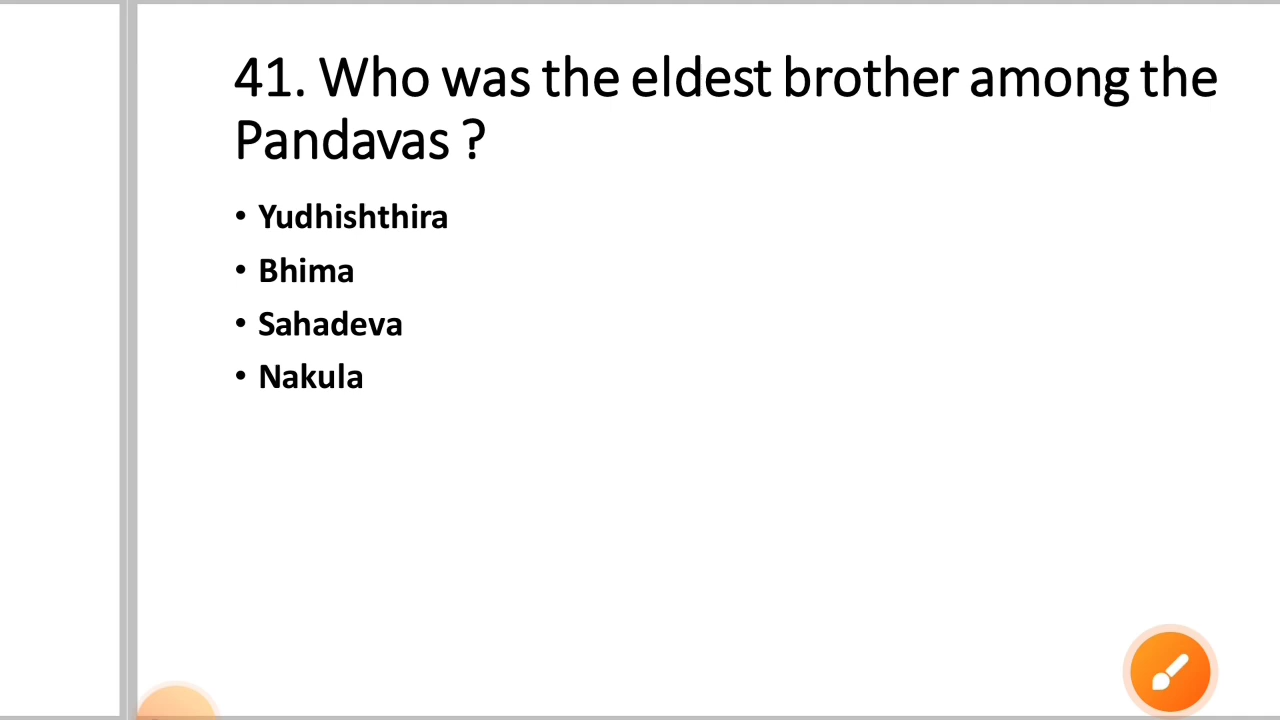 41. Who was the eldest brother among the
Pandavas ?
• Yudhishthira
• Bhima
• Sahadeva
• Nakula